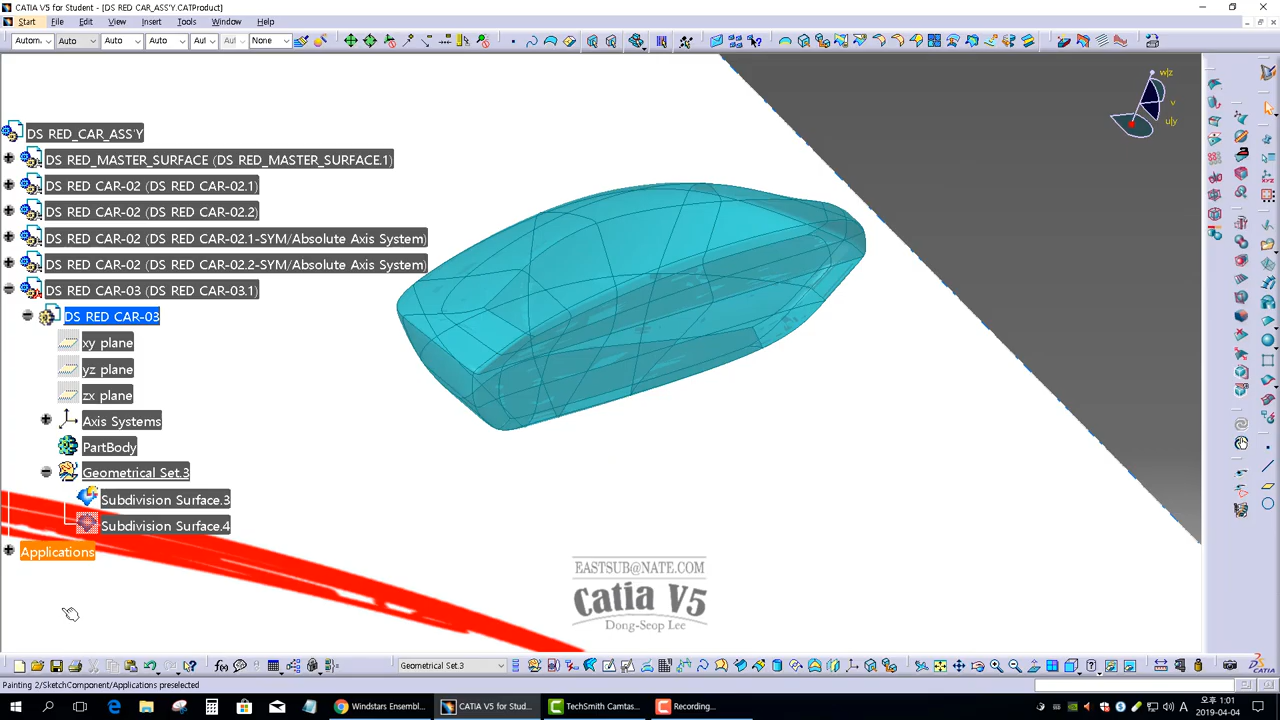 CATIA V5 for Student - [DS RED CAR_ASS'Y.CATProduct]
Start File Edit View Insert Tools Window Help
Autom. Auto Auto Auto Aut Aut None
w|z
v
u|y
DS RED_CAR_ASS'Y
DS RED_MASTER_SURFACE (DS RED_MASTER_SURFACE.1)
DS RED CAR-02 (DS RED CAR-02.1)
DS RED CAR-02 (DS RED CAR-02.2)
DS RED CAR-02 (DS RED CAR-02.1-SYM/Absolute Axis System)
DS RED CAR-02 (DS RED CAR-02.2-SYM/Absolute Axis System)
DS RED CAR-03 (DS RED CAR-03.1)
DS RED CAR-03
xy plane
yz plane
zx plane
Axis Systems
PartBody
Geometrical Set.3
Subdivision Surface.3
Subdivision Surface.4
Applications
EASTSUB@NATE.COM
Catia V5
Dong-Seop Lee
Geometrical Set.3
CATIA
Painting 2/SketchComponent/Applications preselected
Windstars Ensembl...
CATIA V5 for Stud...
TechSmith Camtas...
Recording...
A
오후 1:01
2019-04-04